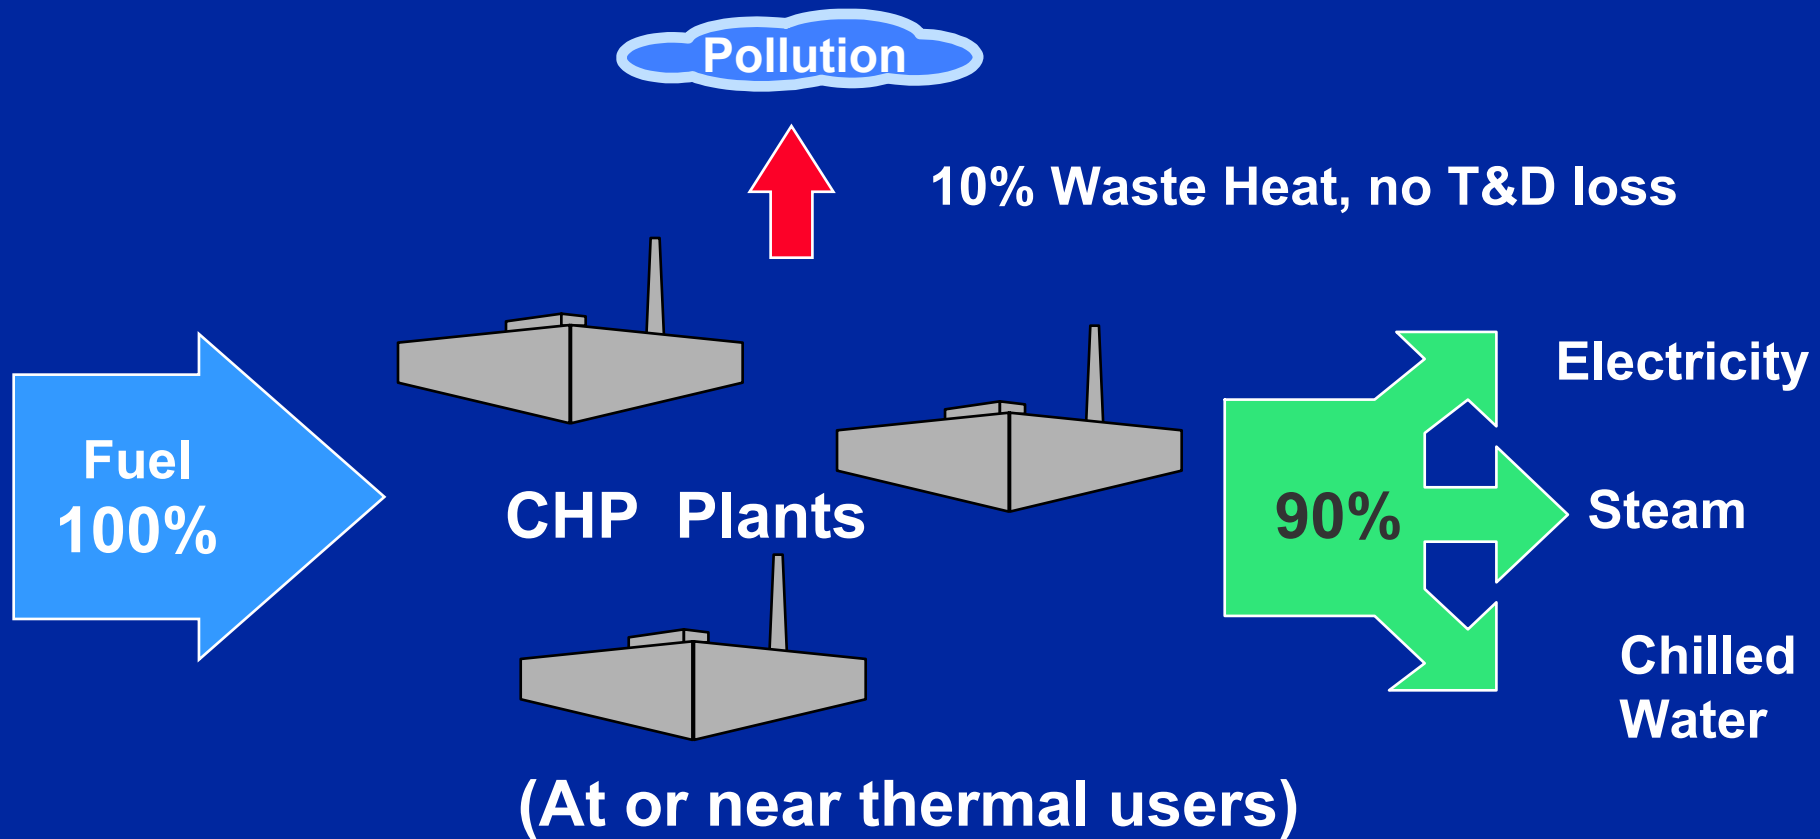 Pollution
10% Waste Heat, no T&D loss
Fuel
100%
CHP Plants
90%
Electricity
Steam
Chilled
Water
(At or near thermal users)